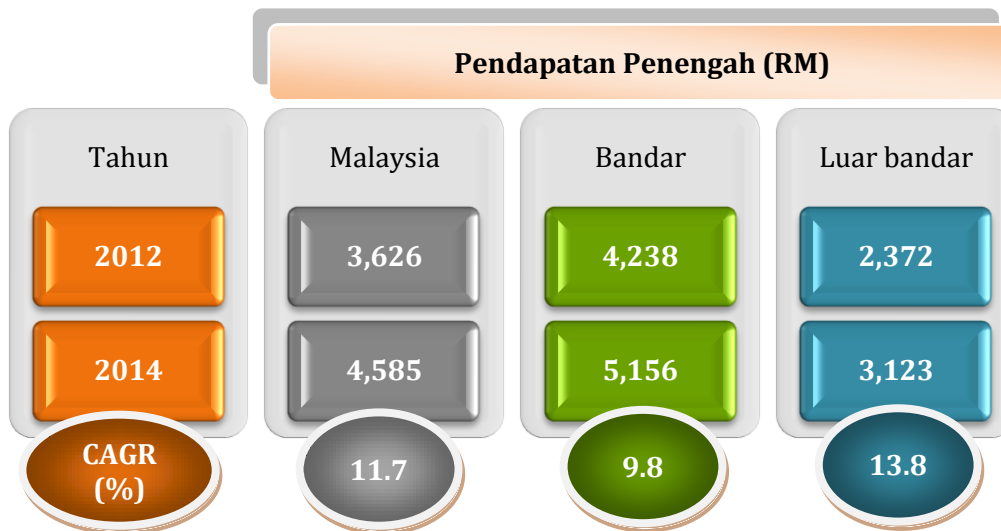 Pendapatan Penengah (RM)
Tahun Malaysia Bandar Luar bandar
2012 3,626 4,238 2,372
2014 4,585 5,156 3,123
CAGR
(%) 11.7 9.8 13.8